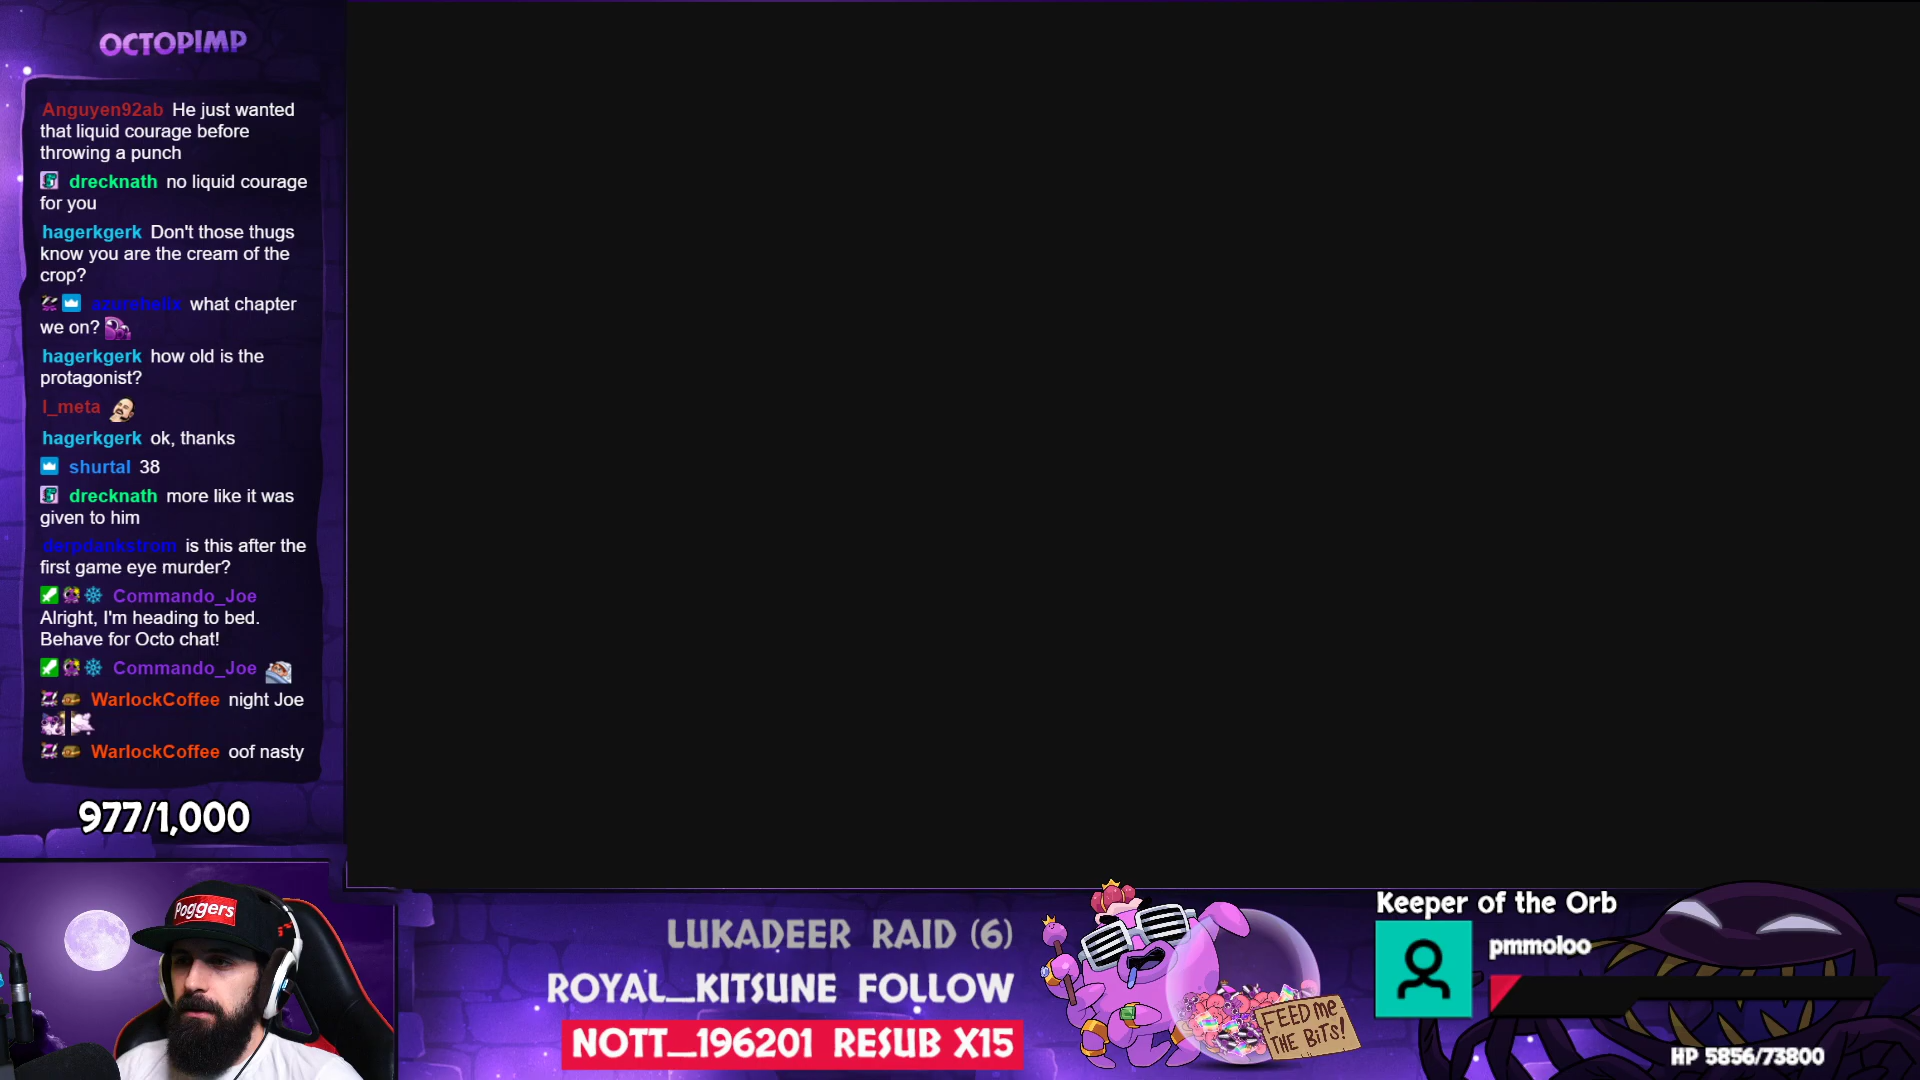 OCTOPIMP
Anguyen92ab He just wanted
that liquid courage before
throwing a punch
drecknath no liquid courage
for you
hagerkgerk Don't those thugs
know you are the cream of the
crop?
azurehelix what chapter
we on?
hagerkgerk how old is the
protagonist?
l_meta
hagerkgerk ok, thanks
shurtal 38
drecknath more like it was
given to him
derpdankstrom is this after the
first game eye murder?
Commando_Joe
Alright, I'm heading to bed.
Behave for Octo chat!
Commando_Joe
WarlockCoffee night Joe
WarlockCoffee oof nasty
977/1,000
Poggers
LUKADEER RAID (6)
ROYAL_KITSUNE FOLLOW
NOTT_196201 RESUB X15
FEED ME
THE BITS!
Keeper of the Orb
pmmoloo
HP 5856/73800